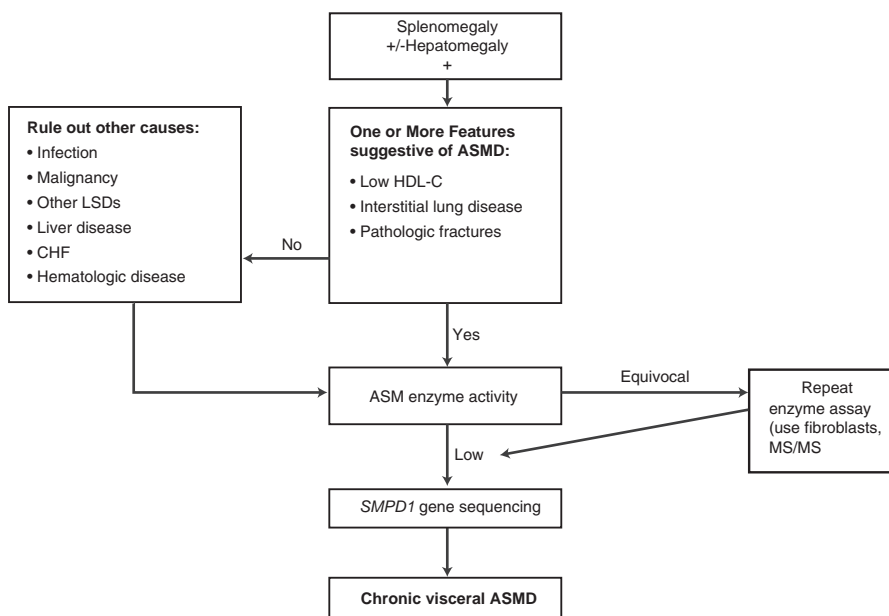 Splenomegaly
+/-Hepatomegaly
+
Rule out other causes:
• Infection
• Malignancy
• Other LSDs
• Liver disease
• CHF
• Hematologic disease
One or More Features
suggestive of ASMD:
• Low HDL-C
• Interstitial lung disease
• Pathologic fractures
No
Yes
ASM enzyme activity
Equivocal
Repeat
enzyme assay
(use fibroblasts,
MS/MS
Low
SMPD1 gene sequencing
Chronic visceral ASMD